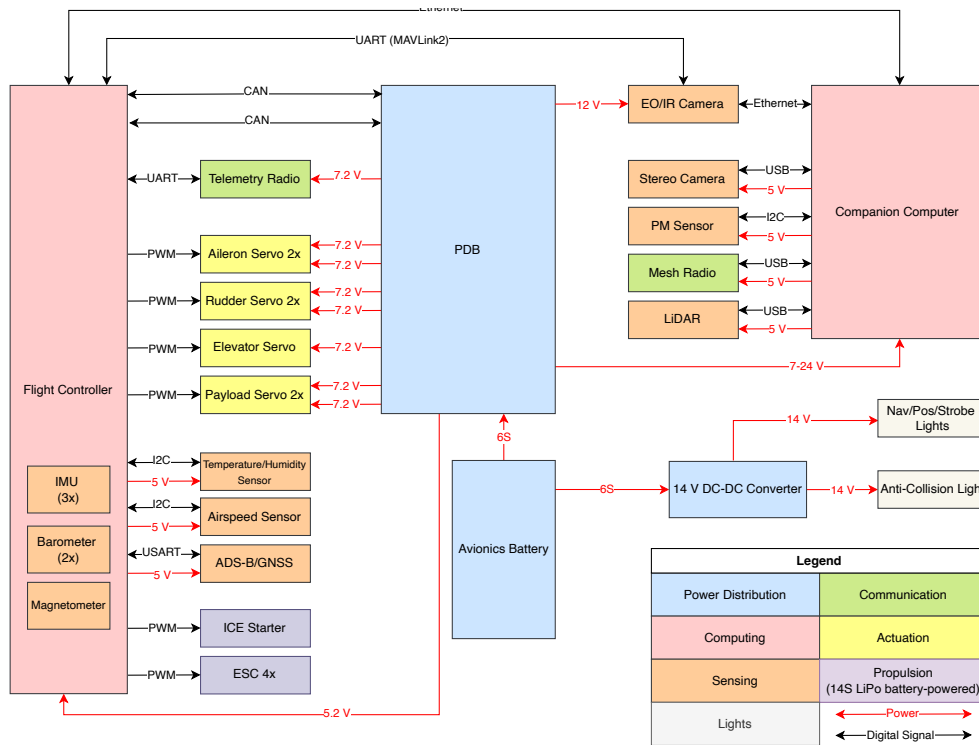 Ethernet
UART (MAVLink2)
CAN
CAN
12 V
EO/IR Camera
Ethernet
UART
Telemetry Radio
7.2 V
Stereo Camera
USB
5 V
PM Sensor
I2C
5 V
Companion Computer
PWM
Aileron Servo 2x
7.2 V
7.2 V
PDB
Mesh Radio
USB
5 V
PWM
Rudder Servo 2x
7.2 V
7.2 V
LiDAR
USB
5 V
PWM
Elevator Servo
7.2 V
7-24 V
Flight Controller
PWM
Payload Servo 2x
7.2 V
7.2 V
6S
14 V
Nav/Pos/Strobe
Lights
I2C
5 V
Temperature/Humidity
Sensor
IMU
(3x)
I2C
5 V
Airspeed Sensor
6S
14 V DC-DC Converter
14 V
Anti-Collision Light
Barometer
(2x)
USART
5 V
ADS-B/GNSS
Avionics Battery
Magnetometer
PWM
ICE Starter
PWM
ESC 4x
5.2 V
Legend
Power Distribution
Communication
Computing
Actuation
Sensing
Propulsion
(14S LiPo battery-powered)
Lights
Power
Digital Signal